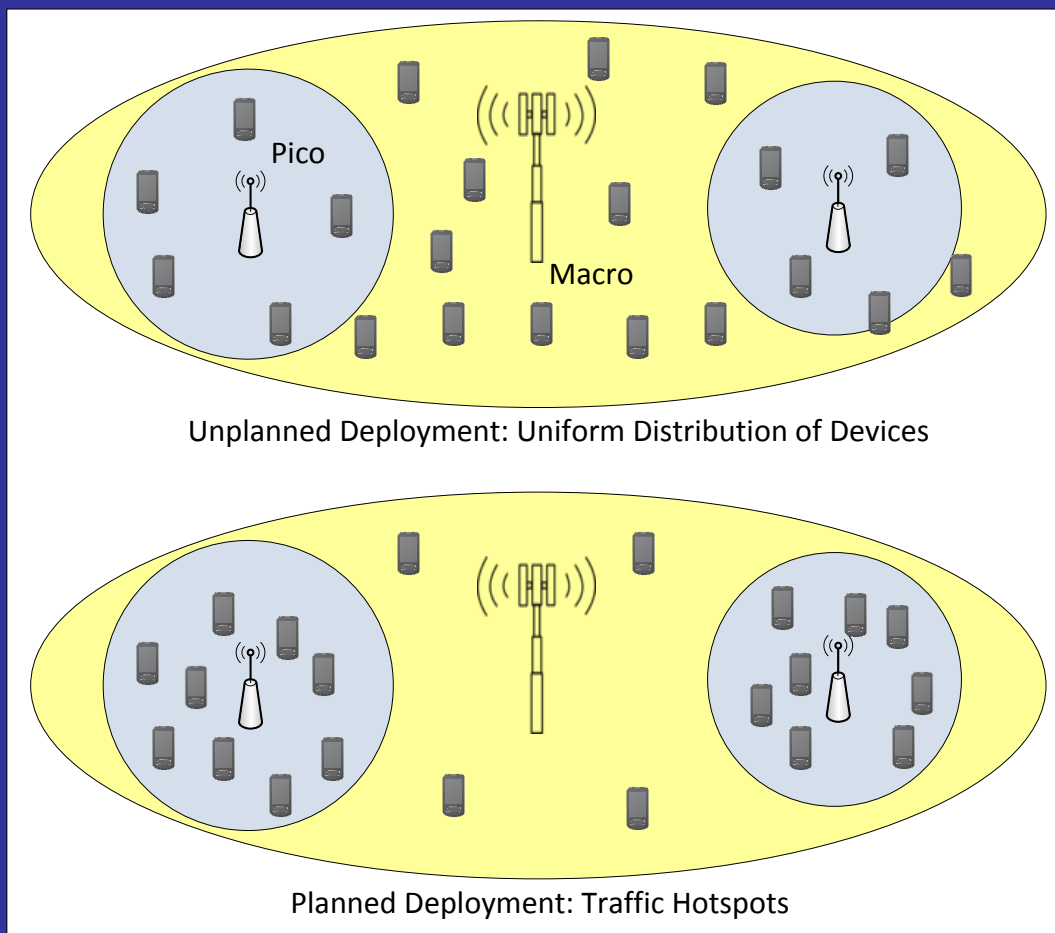 Pico
Macro
Unplanned Deployment: Uniform Distribution of Devices
Planned Deployment: Traffic Hotspots